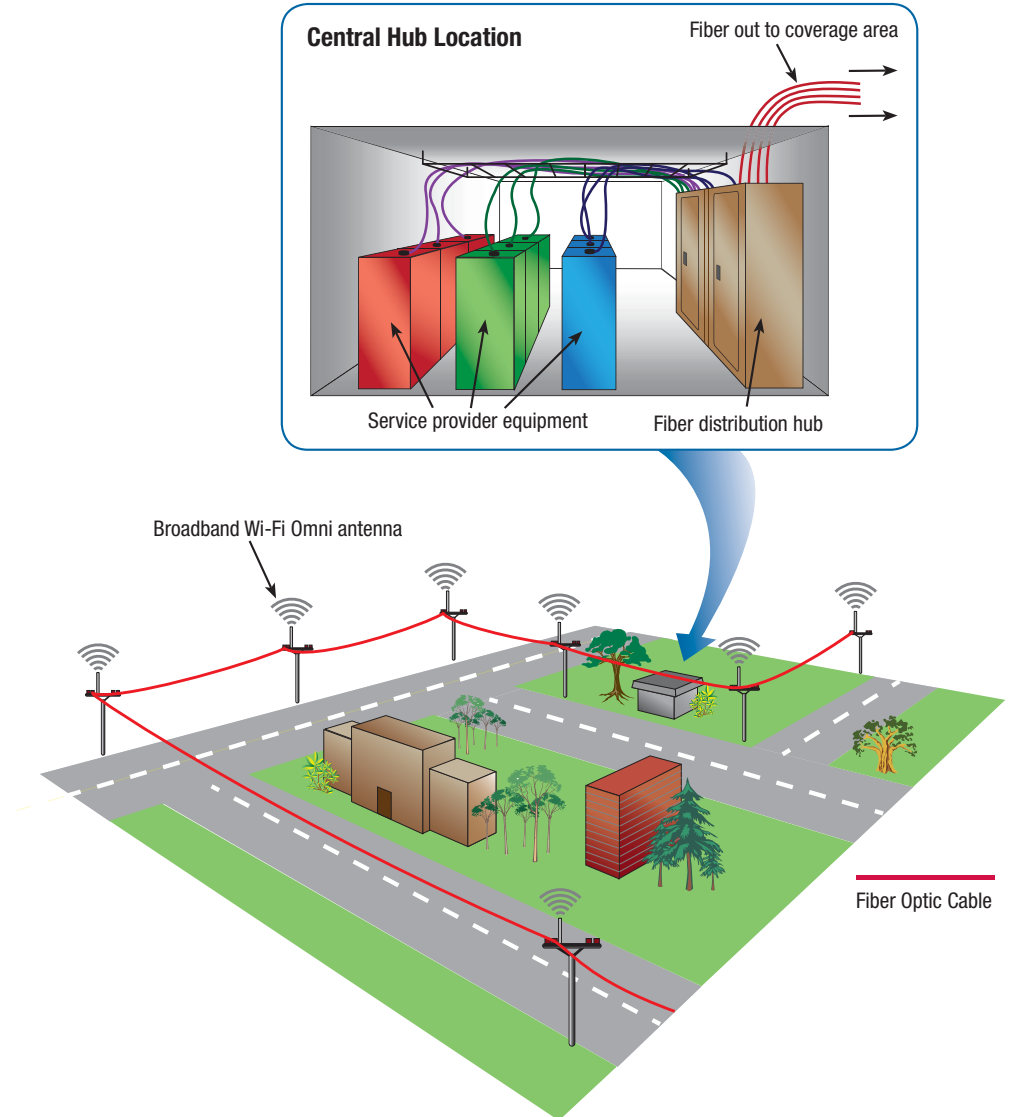 Central Hub Location
Fiber out to coverage area
Service provider equipment
Fiber distribution hub
Broadband Wi-Fi Omni antenna
Fiber Optic Cable